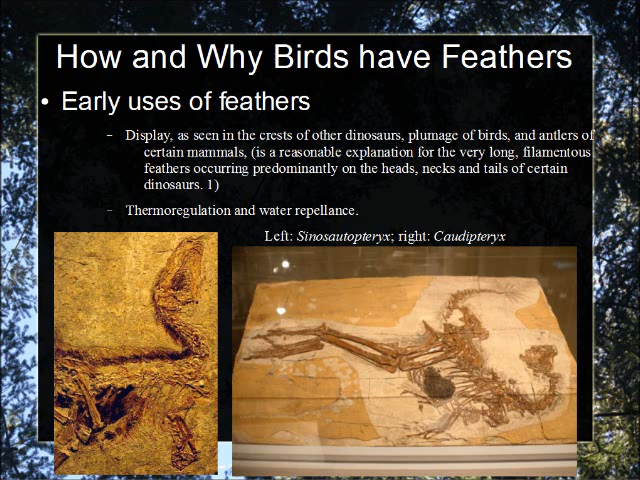 How and Why Birds have Feathers
• Early uses of feathers
– Display, as seen in the crests of other dinosaurs, plumage of birds, and antlers of
certain mammals, (is a reasonable explanation for the very long, filamentous
feathers occurring predominantly on the heads, necks and tails of certain
dinosaurs. 1)
– Thermoregulation and water repellance.
Left: Sinosautopteryx; right: Caudipteryx